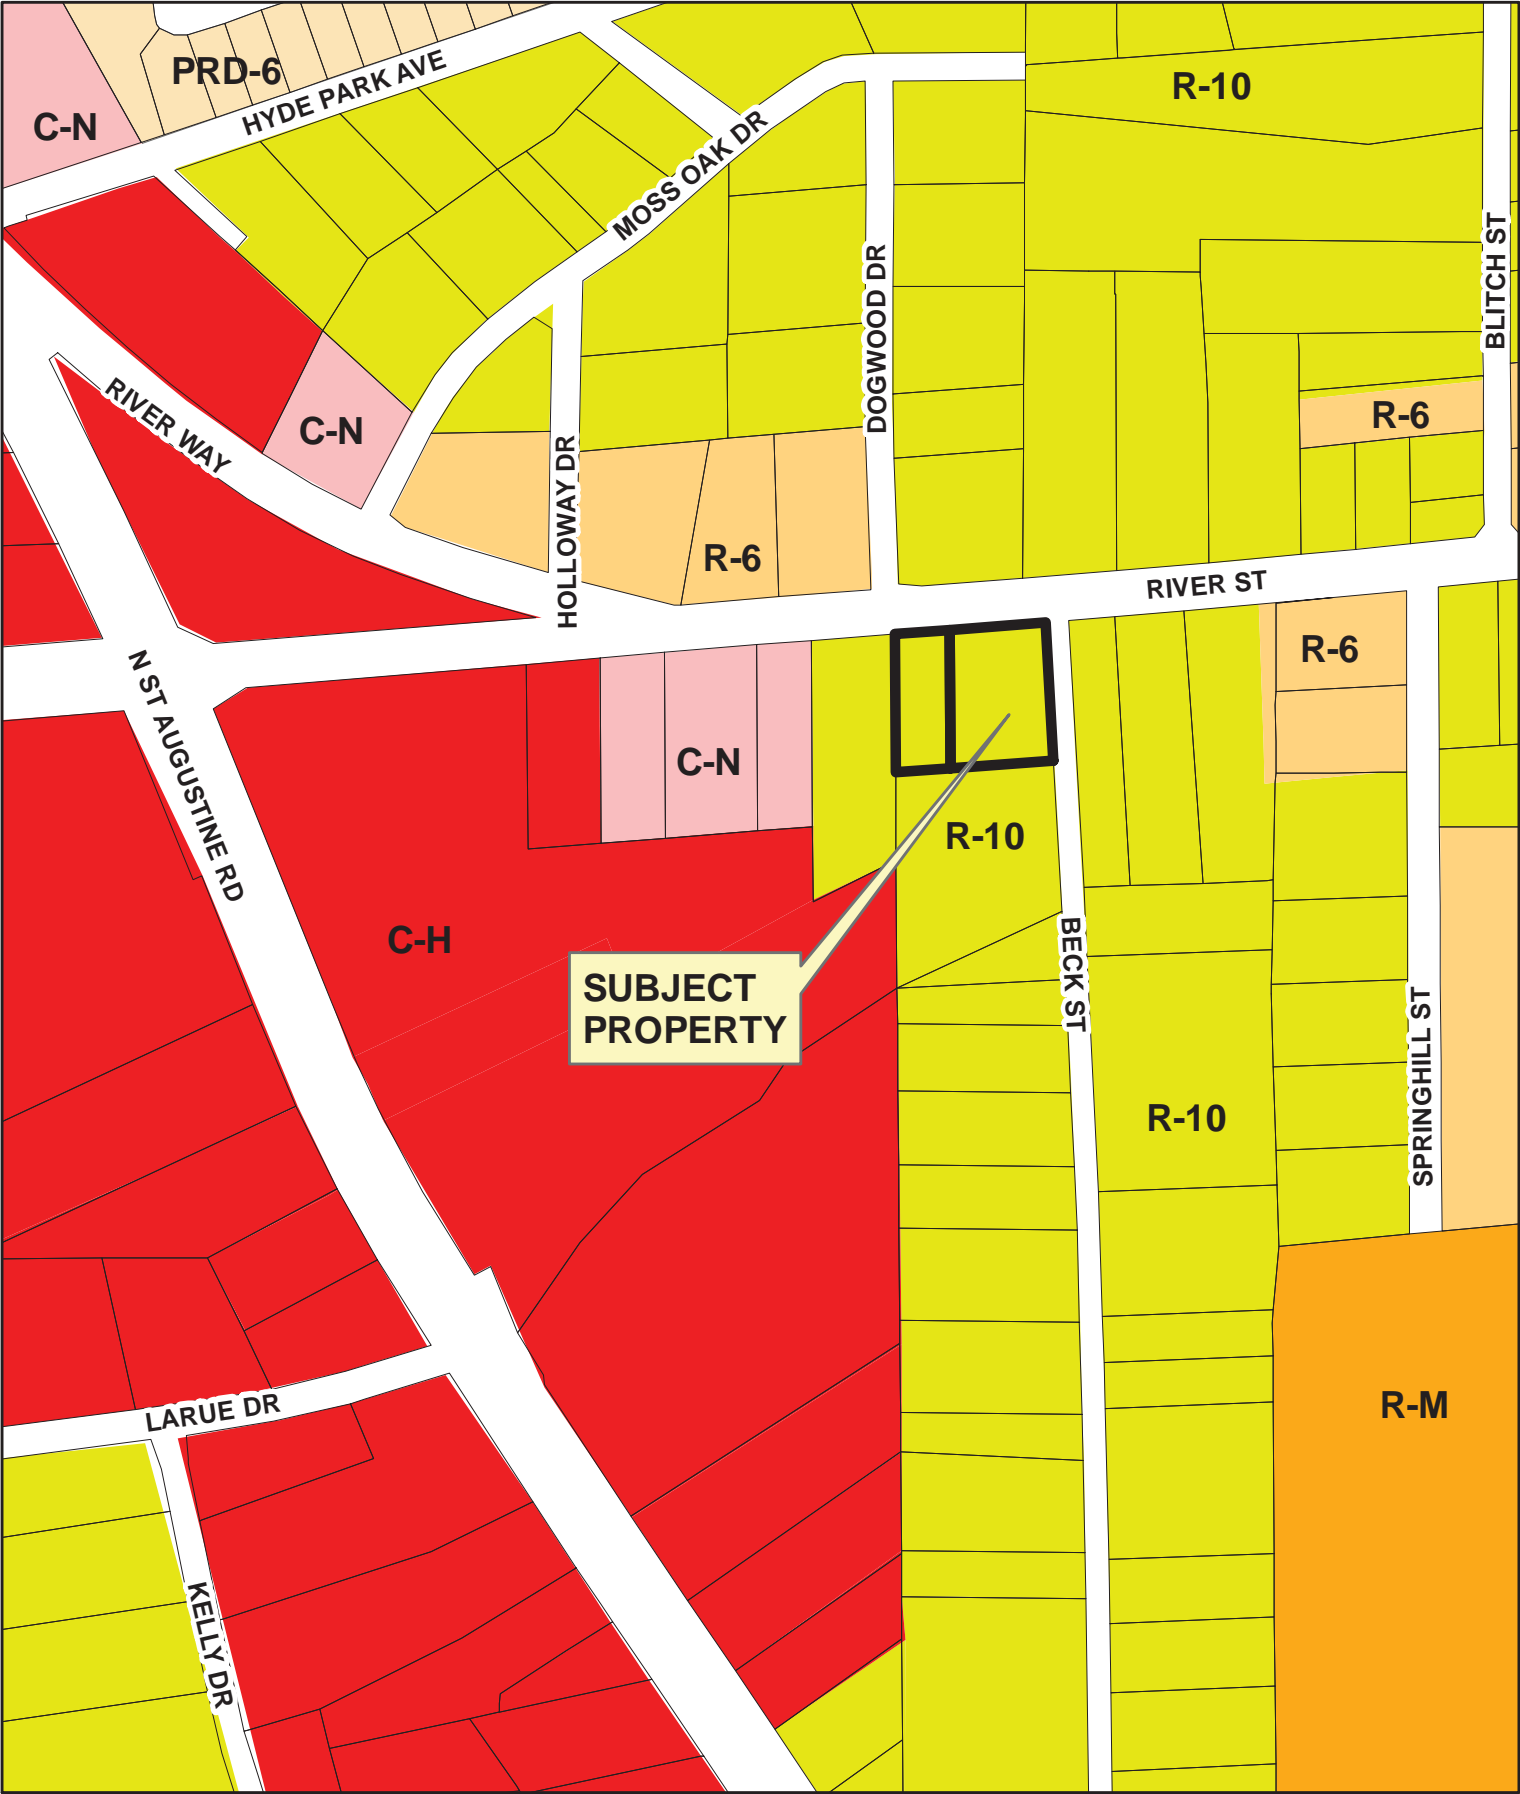 PRD-6
HYDE PARK AVE
R-10
C-N
MOSS OAK DR
DOGWOOD DR
BLITCH ST
RIVER WAY
C-N
R-6
HOLLOWAY DR
R-6
RIVER ST
N ST AUGUSTINE RD
R-6
C-N
R-10
C-H
BECK ST
SUBJECT
PROPERTY
SPRINGHILL ST
R-10
LARUE DR
R-M
KELLY DR